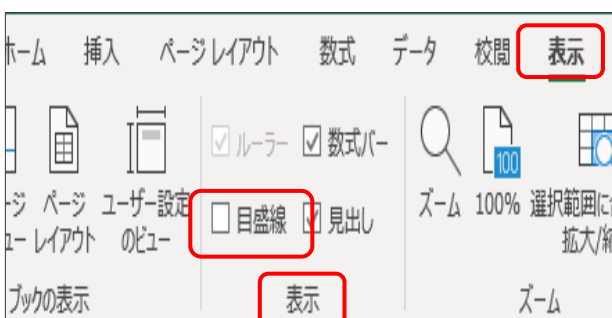 ホーム 挿入 ページ レイアウト 数式 データ 校閲 表示
ルーラー 数式バー
100
ージ ページ ユーザー設定 目盛線 見出し ズーム 100% 選択範囲に
ュー レイアウト のビュー 拡大/縮
ブックの表示 表示 ズーム